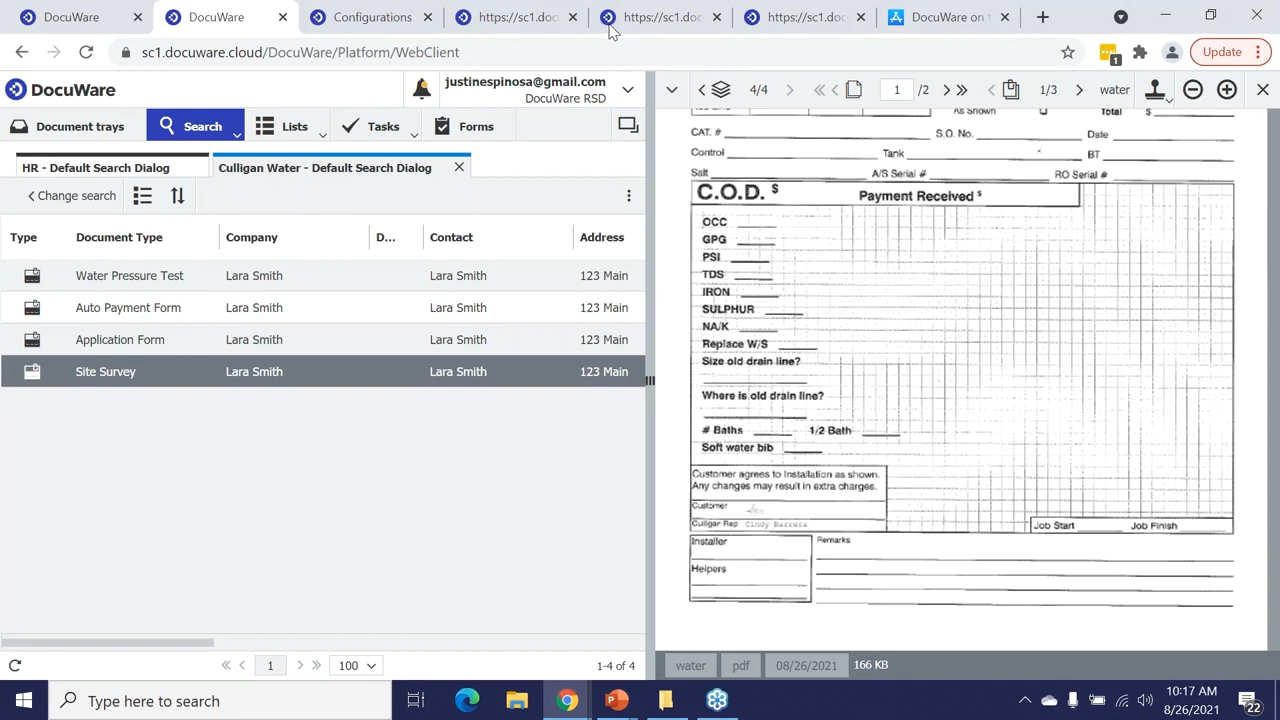 DocuWare
DocuWare
Configurations
https://sc1.doc
https://sc1.doc
https://sc1.doc
DocuWare on t
sc1.docuware.cloud/DocuWare/Platform/WebClient
1
Update
DocuWare
justinespinosa@gmail.com
DocuWare RSD
4/4
1
/2
1/3
water
Document trays
Search
Lists
Tasks
Forms
HR - Default Search Dialog
Culligan Water - Default Search Dialog
Change search
Type
Document Type
Company
D...
Contact
Address
Water Pressure Test
Lara Smith
Lara Smith
123 Main
Auto Payment Form
Lara Smith
Lara Smith
123 Main
Application Form
Lara Smith
Lara Smith
123 Main
Site Survey
Lara Smith
Lara Smith
123 Main
1
100
1-4 of 4
As Shown
Total $
CAT. #
S.O. No.
Date
Control
Tank
BT
Salt
A/S Serial #
RO Serial #
C.O.D. $
Payment Received $
OCC
GPG
PSI
TDS
IRON
SULPHUR
NA/K
Replace W/S
Size old drain line?
Where is old drain line?
# Baths
1/2 Bath
Soft water bib
Customer agrees to Installation as shown.
Any changes may result in extra charges.
Customer
Culligan Rep Cindy Barrera
Job Start
Job Finish
Installer
Remarks
Helpers
water
pdf
08/26/2021
166 KB
Type here to search
10:17 AM
8/26/2021
22